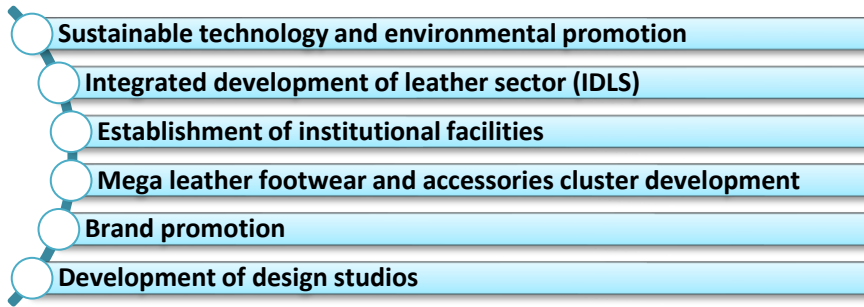 Sustainable technology and environmental promotion
Integrated development of leather sector (IDLS)
Establishment of institutional facilities
Mega leather footwear and accessories cluster development
Brand promotion
Development of design studios